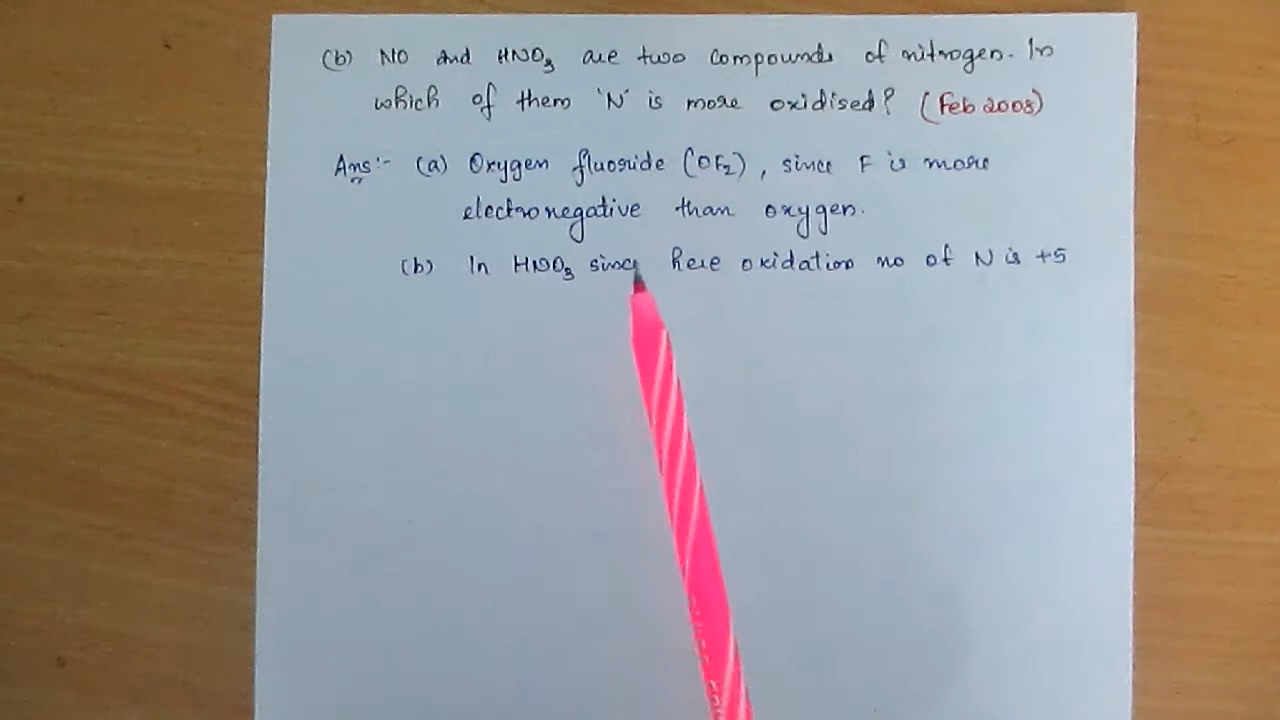 (b) NO and HNO₃ are two compounds of nitrogen. In
which of them 'N' is more oxidised? (Feb 2008)
Ans:- (a) Oxygen fluoride (OF₂), since F is more
electronegative than oxygen.
(b) In HNO₃ since here oxidation no of N is +5